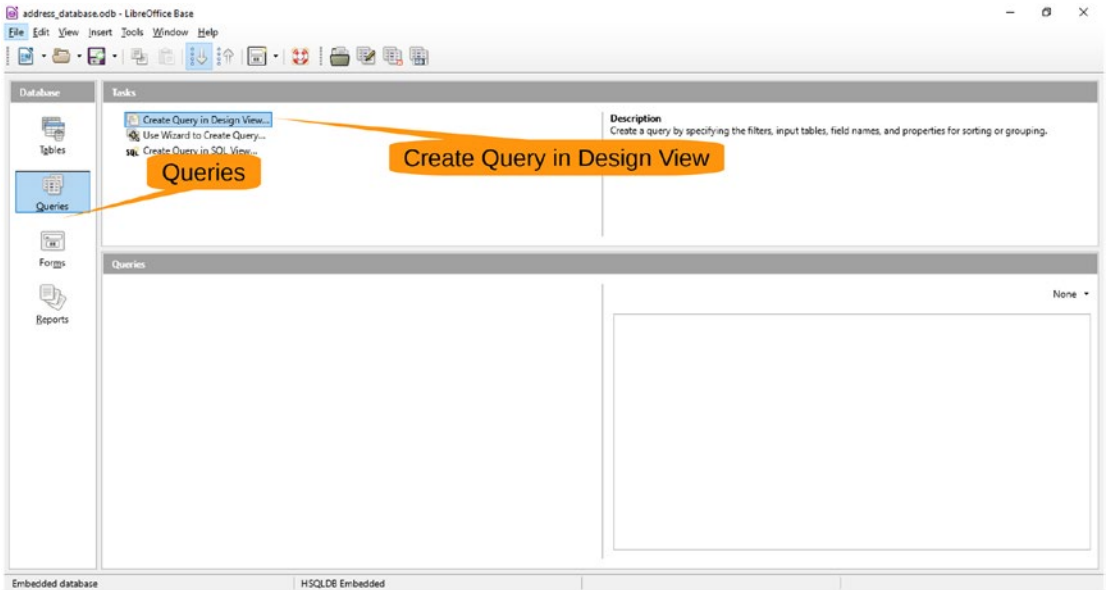 address_database.odb - LibreOffice Base
File Edit View Insert Tools Window Help
Database
Tasks
Tables
Queries
Forms
Reports
Create Query in Design View...
Use Wizard to Create Query...
SQL Create Query in SQL View...
Queries
Create Query in Design View
Description
Create a query by specifying the filters, input tables, field names, and properties for sorting or grouping.
Queries
None
Embedded database
HSQLDB Embedded